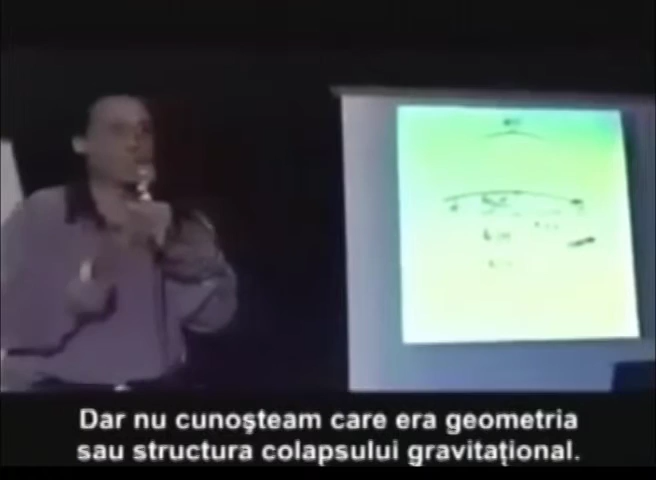 Dar nu cunoşteam care era geometria
sau structura colapsului gravitaţional.